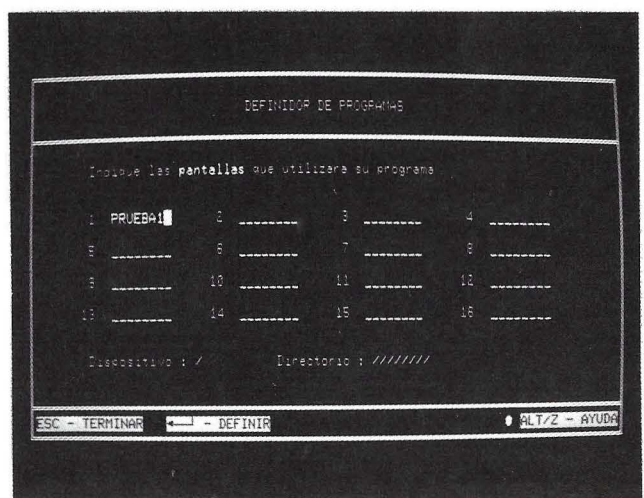 DEFINIDOR DE PROGRAMAS
Indique las pantallas que utilizara su programa
1 PRUEBA1 2 ________ 3 ________ 4 ________
5 ________ 6 ________ 7 ________ 8 ________
9 ________ 10 ________ 11 ________ 12 ________
13 ________ 14 ________ 15 ________ 16 ________
Dispositivo : / Directorio : ////////
ESC - TERMINAR ←┘ - DEFINIR ALT/Z - AYUDA